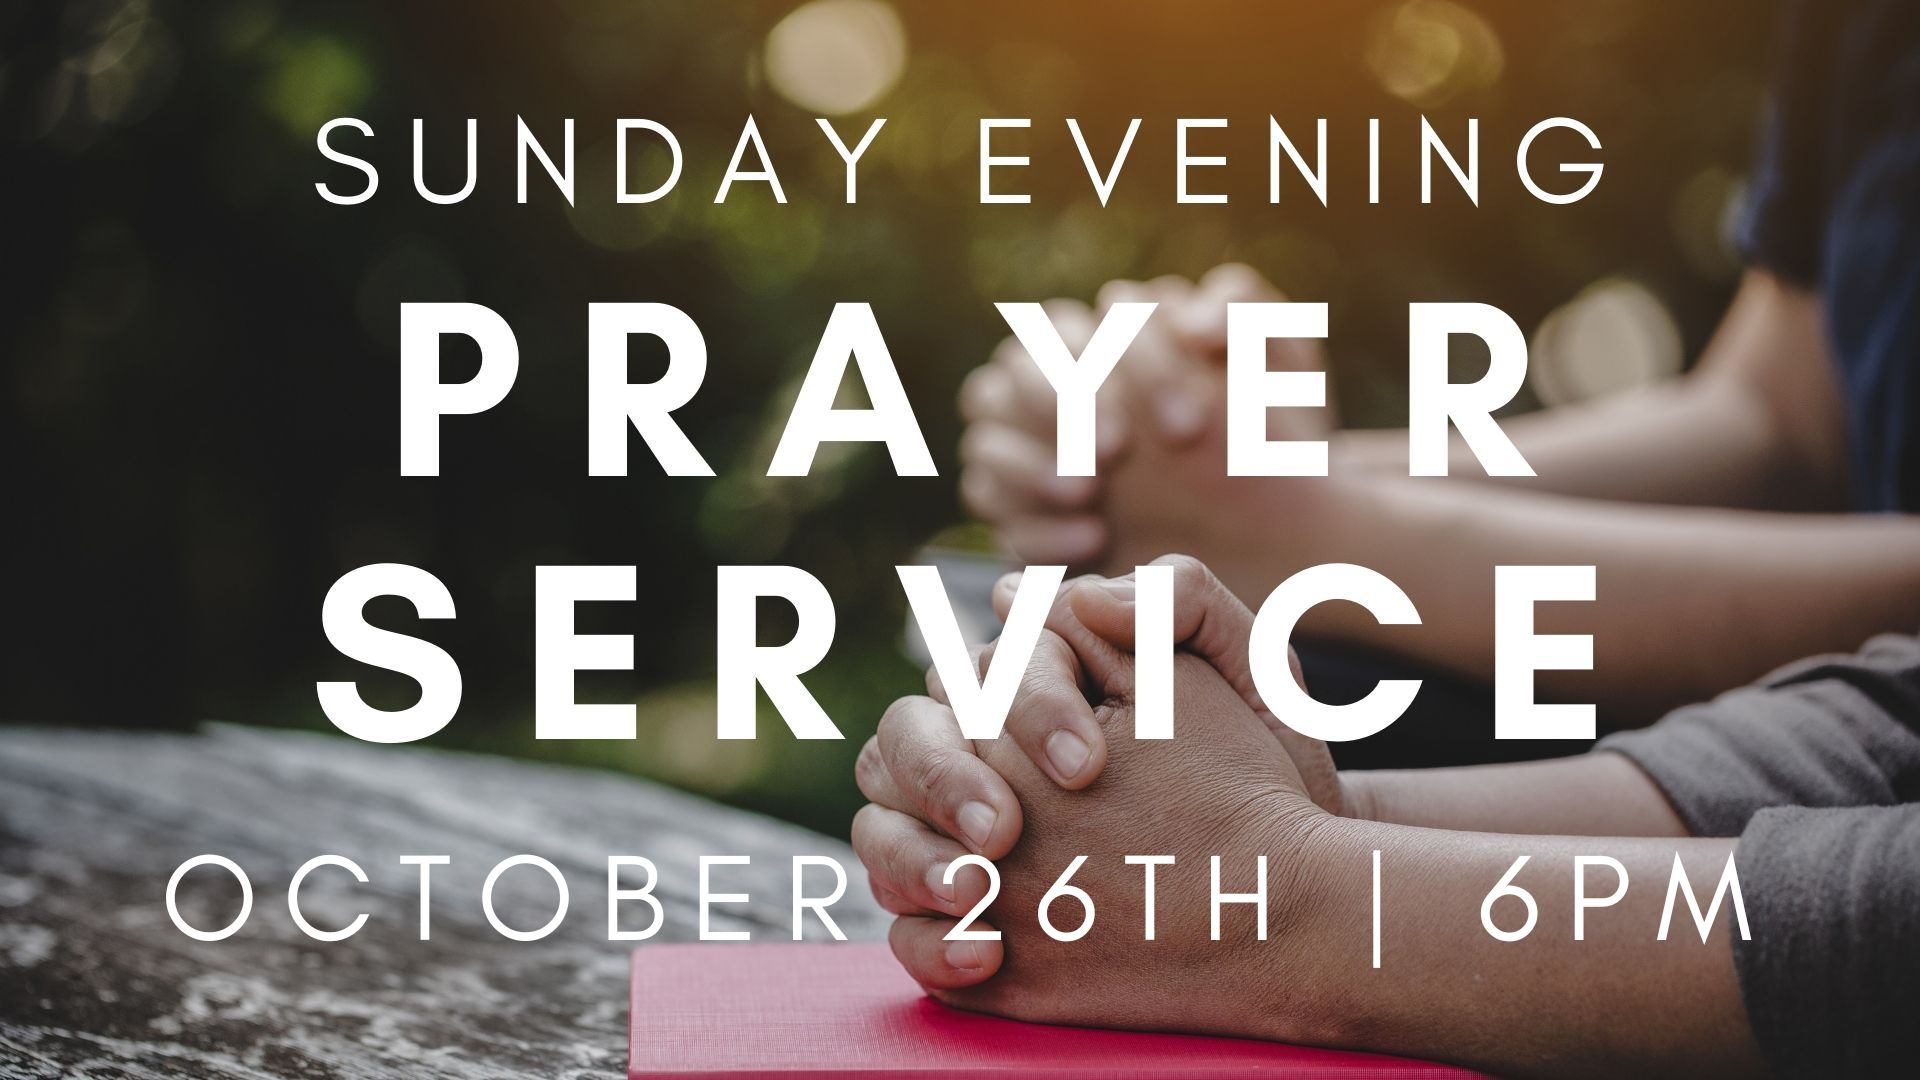 SUNDAY EVENING
PRAYER
SERVICE
OCTOBER 26TH | 6PM